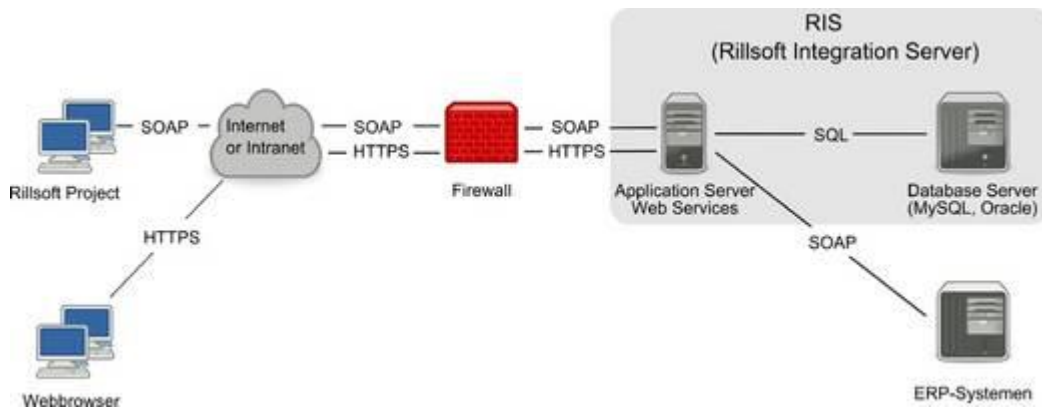 RIS
(Rillsoft Integration Server)
SOAP
Internet
or Intranet
SOAP
HTTPS
SOAP
HTTPS
SQL
Rillsoft Project
Firewall
Application Server
Web Services
Database Server
(MySQL, Oracle)
HTTPS
SOAP
Webbrowser
ERP-Systemen